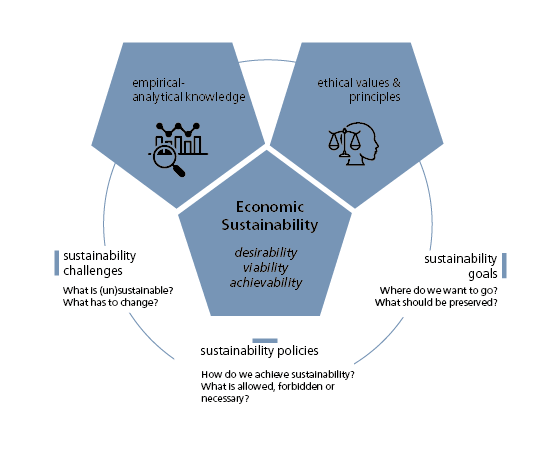 empirical-
analytical knowledge
ethical values &
principles
Economic
Sustainability
desirability
viability
achievability
sustainability
challenges
What is (un)sustainable?
What has to change?
sustainability
goals
Where do we want to go?
What should be preserved?
sustainability policies
How do we achieve sustainability?
What is allowed, forbidden or
necessary?